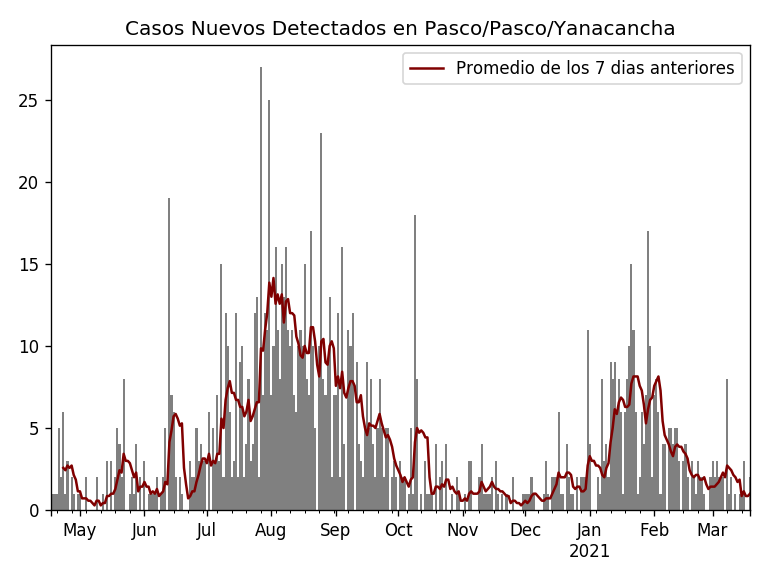 Casos Nuevos Detectados en Pasco/Pasco/Yanacancha
Promedio de los 7 dias anteriores
25
20
15
10
5
0
May Jun Jul Aug Sep Oct Nov Dec Jan Feb Mar
2021